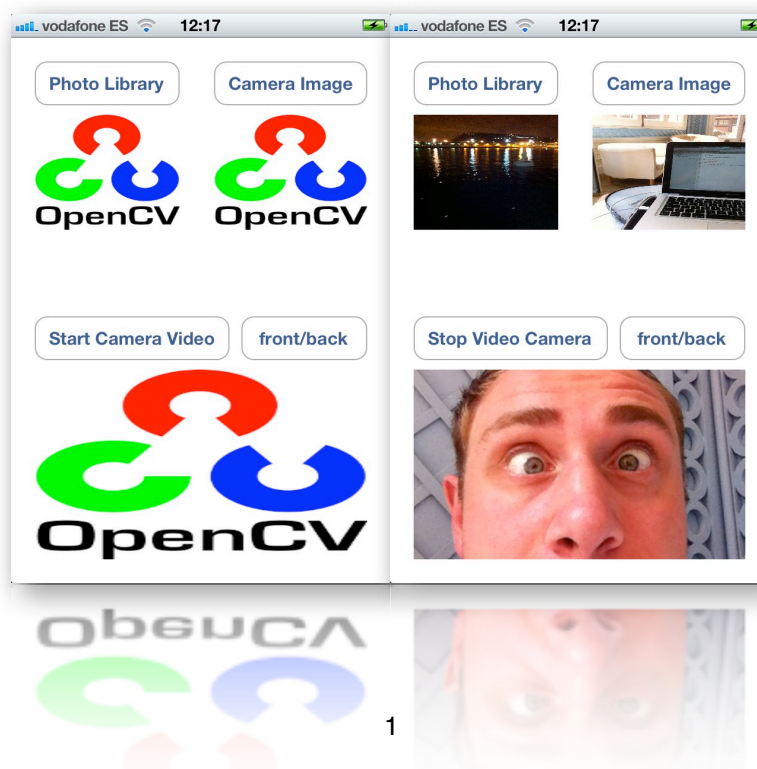 vodafone ES 12:17
Photo Library Camera Image
OpenCV OpenCV
Start Camera Video front/back
OpenCV
vodafone ES 12:17
Photo Library Camera Image
Stop Video Camera front/back
OpenCV
1